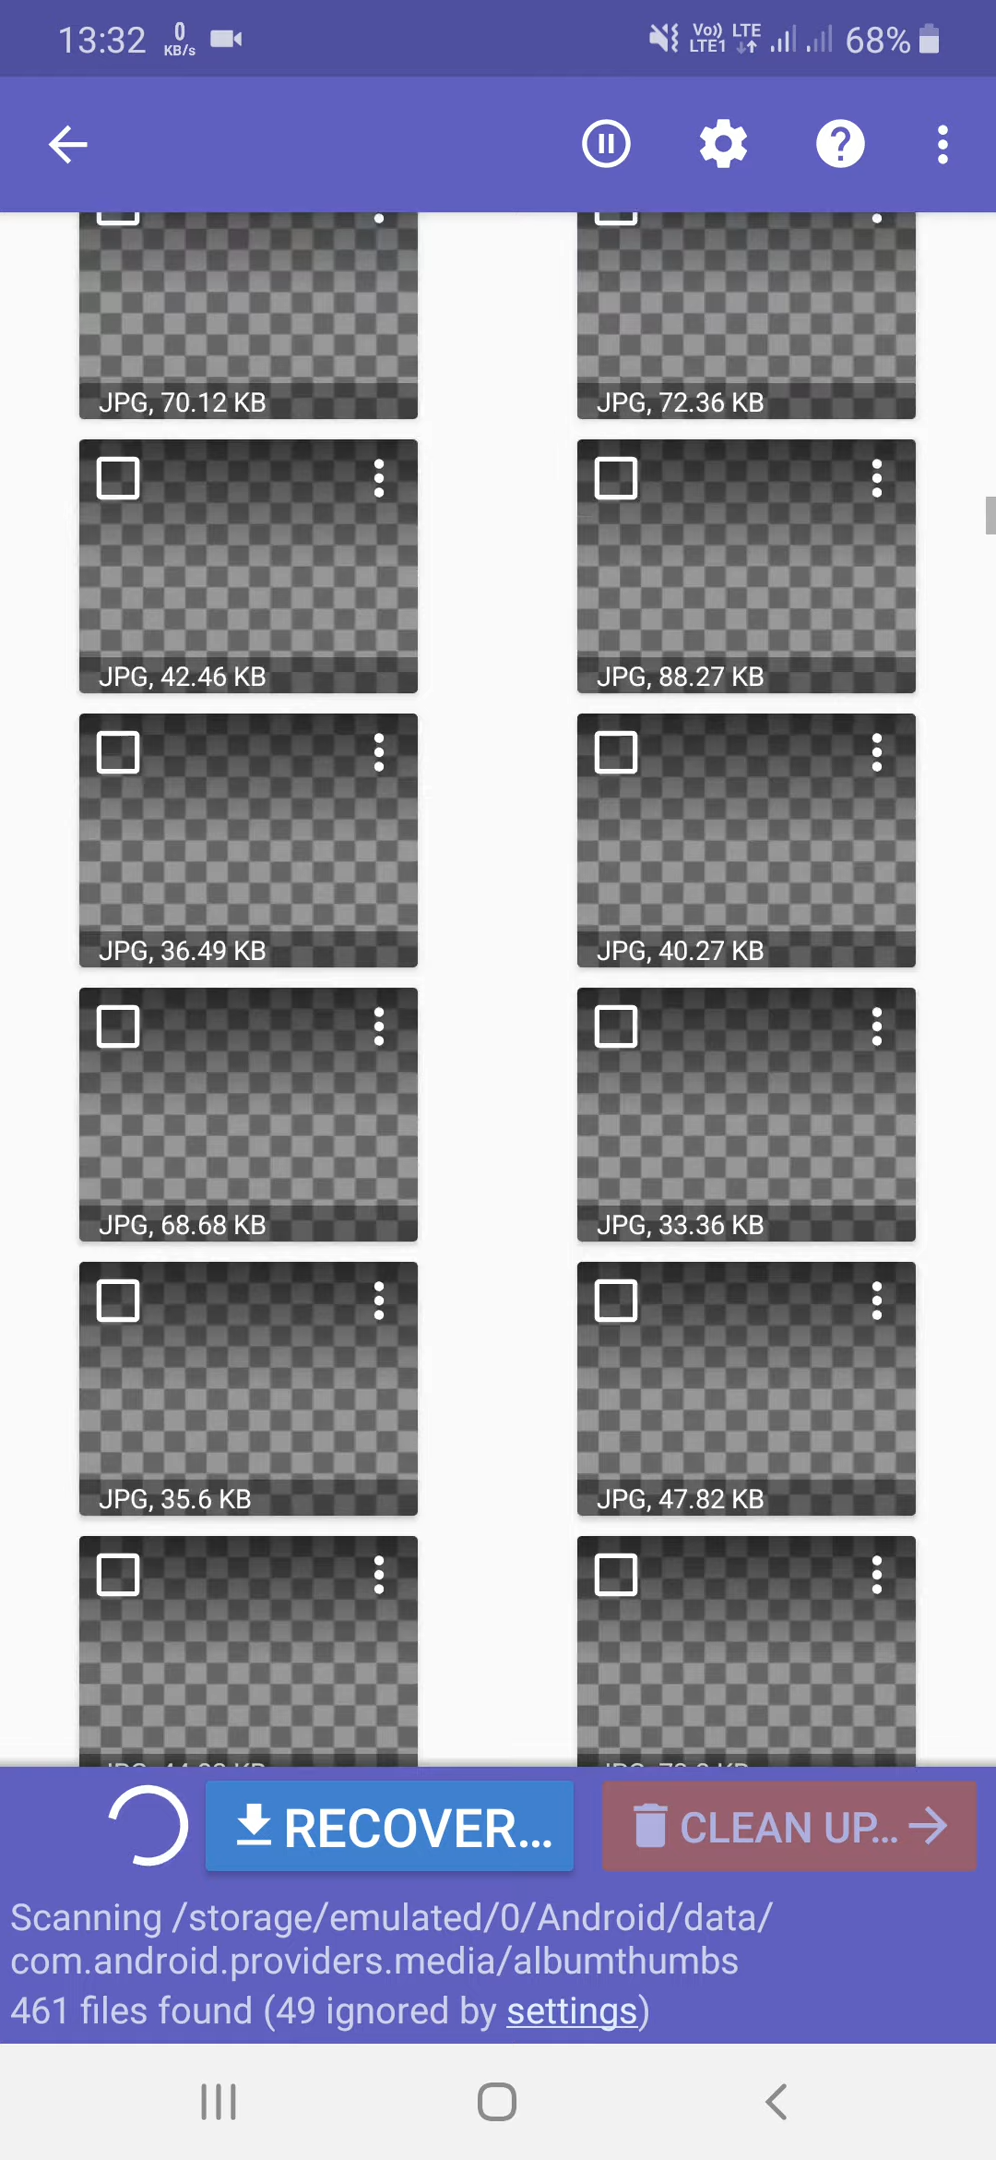 13:32 0 KB/s Vo)) LTE1 LTE 68%
JPG, 70.12 KB JPG, 72.36 KB
JPG, 42.46 KB JPG, 88.27 KB
JPG, 36.49 KB JPG, 40.27 KB
JPG, 68.68 KB JPG, 33.36 KB
JPG, 35.6 KB JPG, 47.82 KB
RECOVER... CLEAN UP...
Scanning /storage/emulated/0/Android/data/
com.android.providers.media/albumthumbs
461 files found (49 ignored by settings)